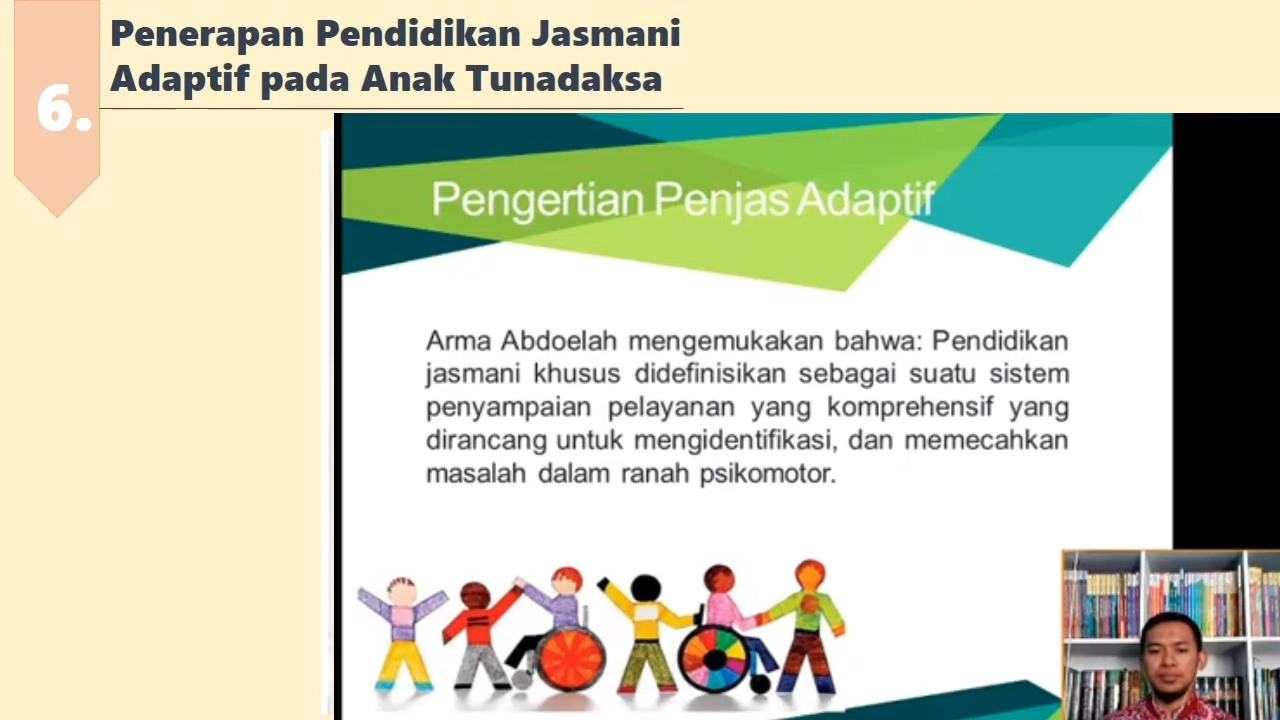 6.
Penerapan Pendidikan Jasmani
Adaptif pada Anak Tunadaksa
Pengertian Penjas Adaptif
Arma Abdoelah mengemukakan bahwa: Pendidikan
jasmani khusus didefinisikan sebagai suatu sistem
penyampaian pelayanan yang komprehensif yang
dirancang untuk mengidentifikasi, dan memecahkan
masalah dalam ranah psikomotor.